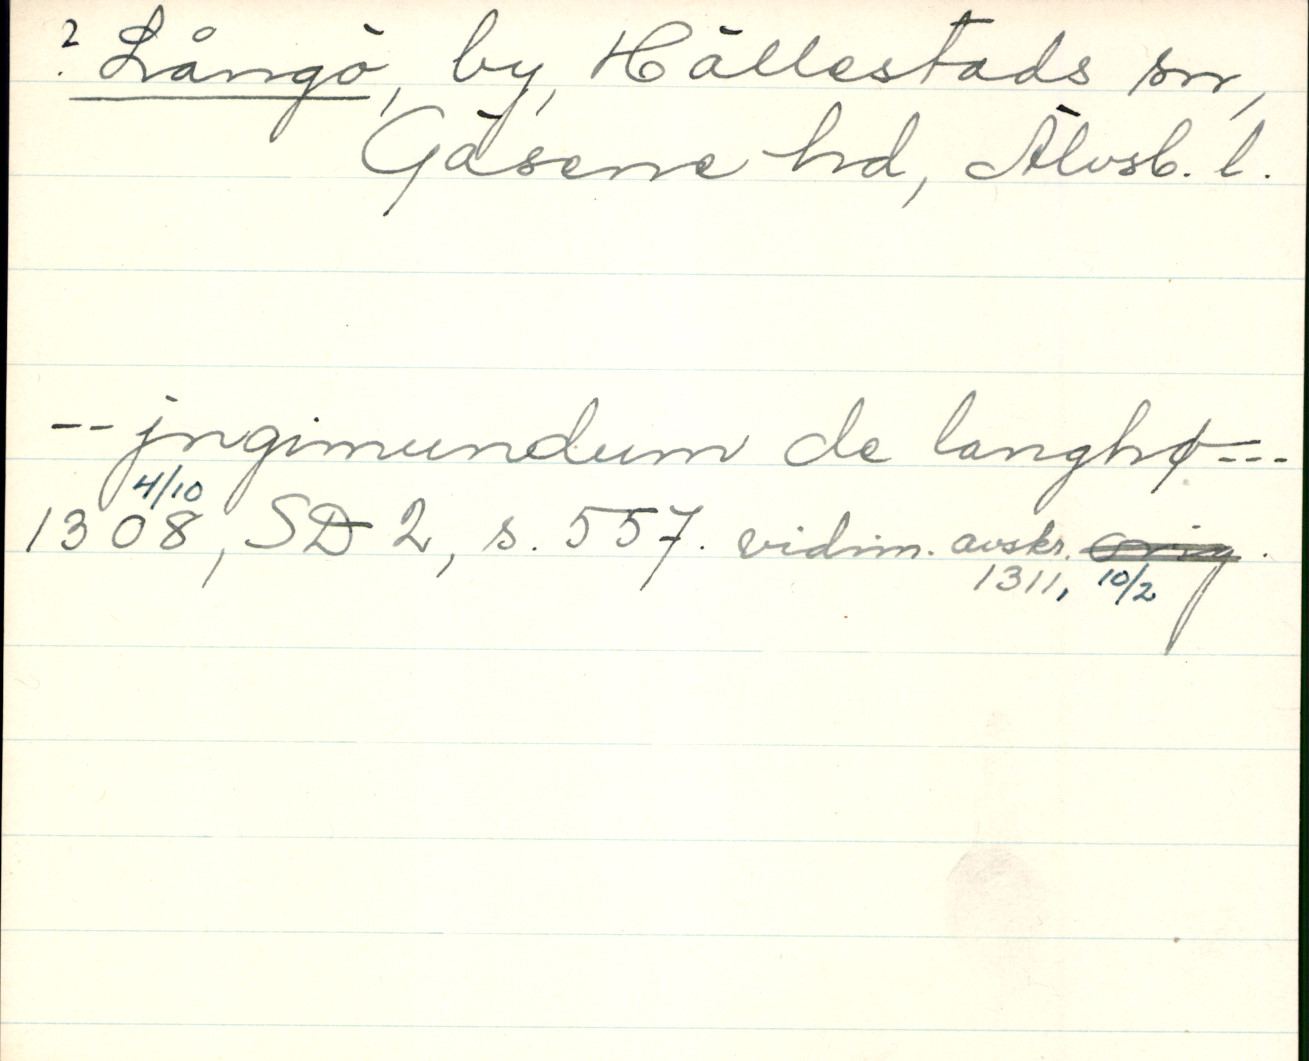 ? Långö, by, Hällestads sn,
Gäsene hd, Älvsb. l.
-- jngimundum de langhø ---
4/10
1308, SD 2, s. 557. vidim. avskr. orig.
1311, 10/2